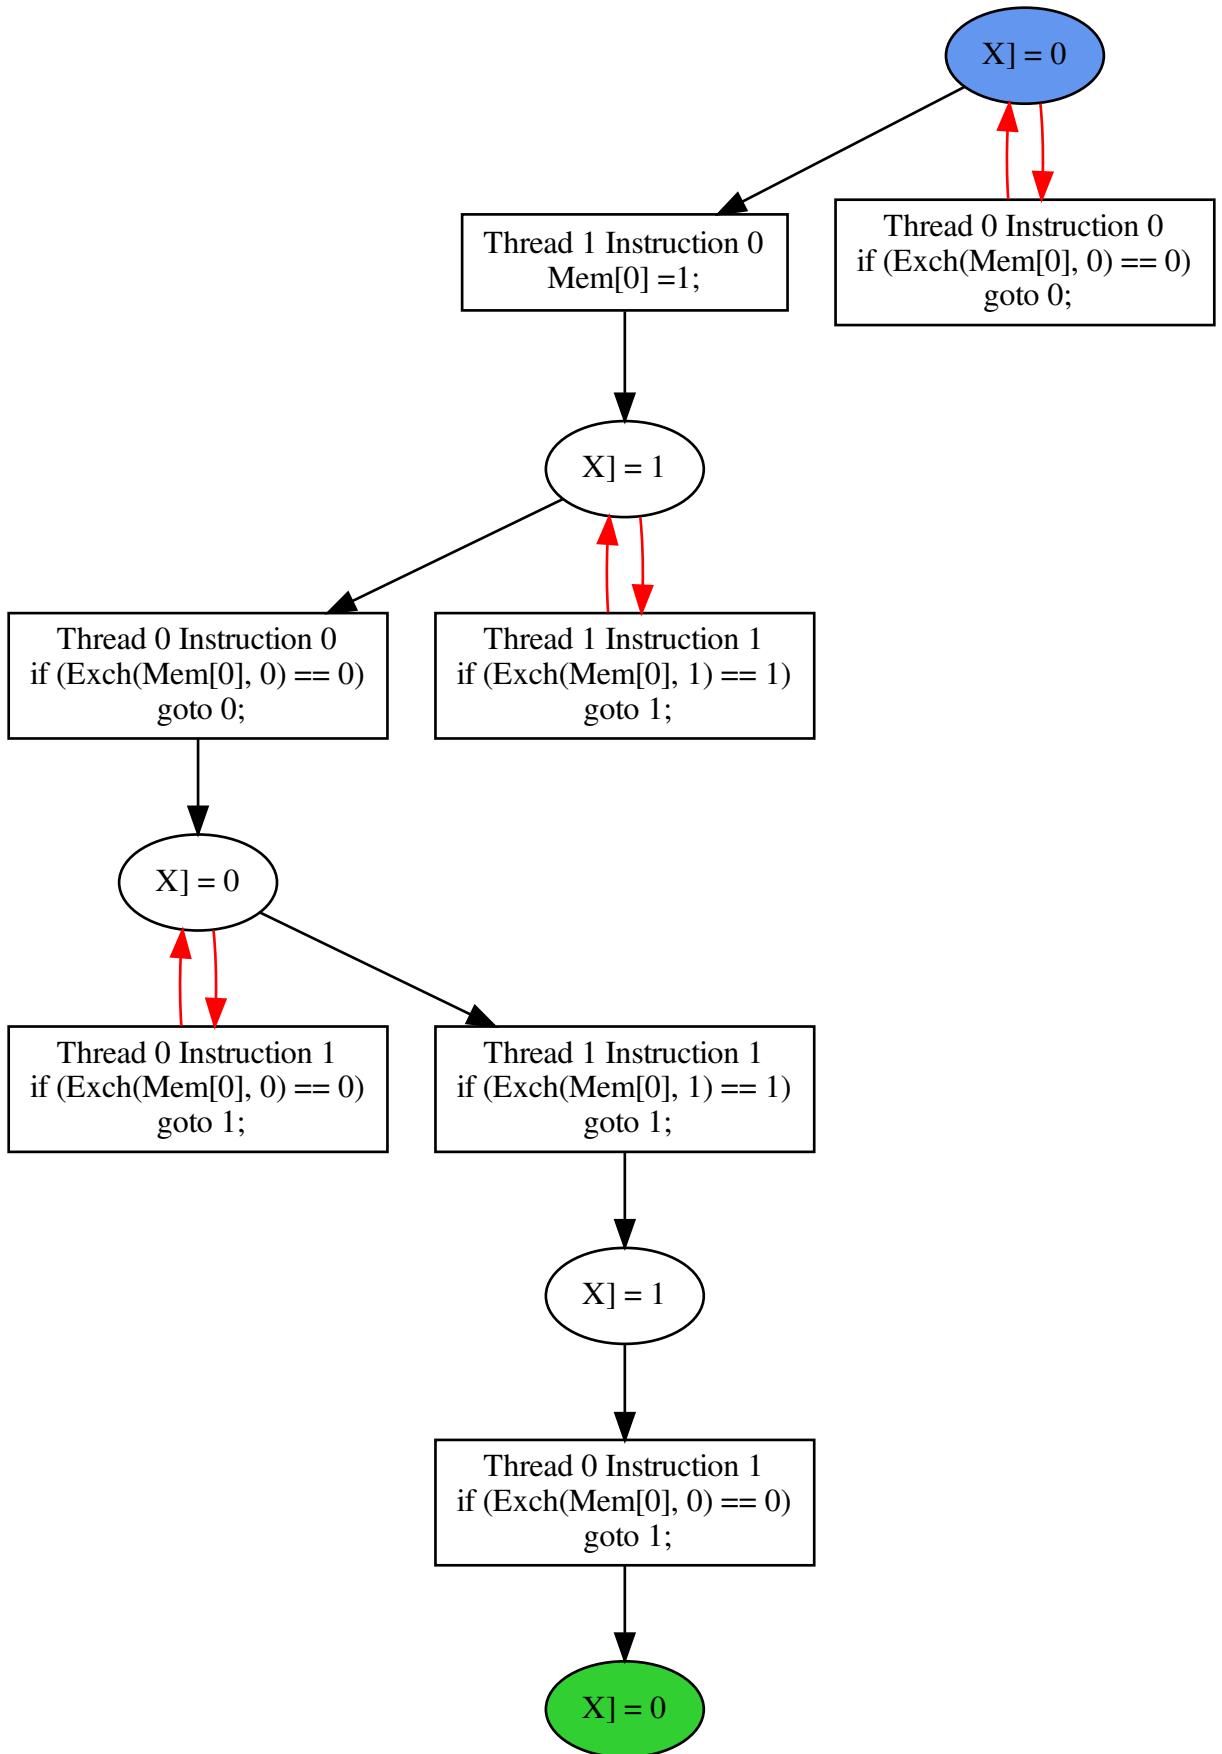 X] = 0
Thread 1 Instruction 0
Mem[0] =1;
Thread 0 Instruction 0
if (Exch(Mem[0], 0) == 0)
goto 0;
X] = 1
Thread 0 Instruction 0
if (Exch(Mem[0], 0) == 0)
goto 0;
Thread 1 Instruction 1
if (Exch(Mem[0], 1) == 1)
goto 1;
X] = 0
Thread 0 Instruction 1
if (Exch(Mem[0], 0) == 0)
goto 1;
Thread 1 Instruction 1
if (Exch(Mem[0], 1) == 1)
goto 1;
X] = 1
Thread 0 Instruction 1
if (Exch(Mem[0], 0) == 0)
goto 1;
X] = 0